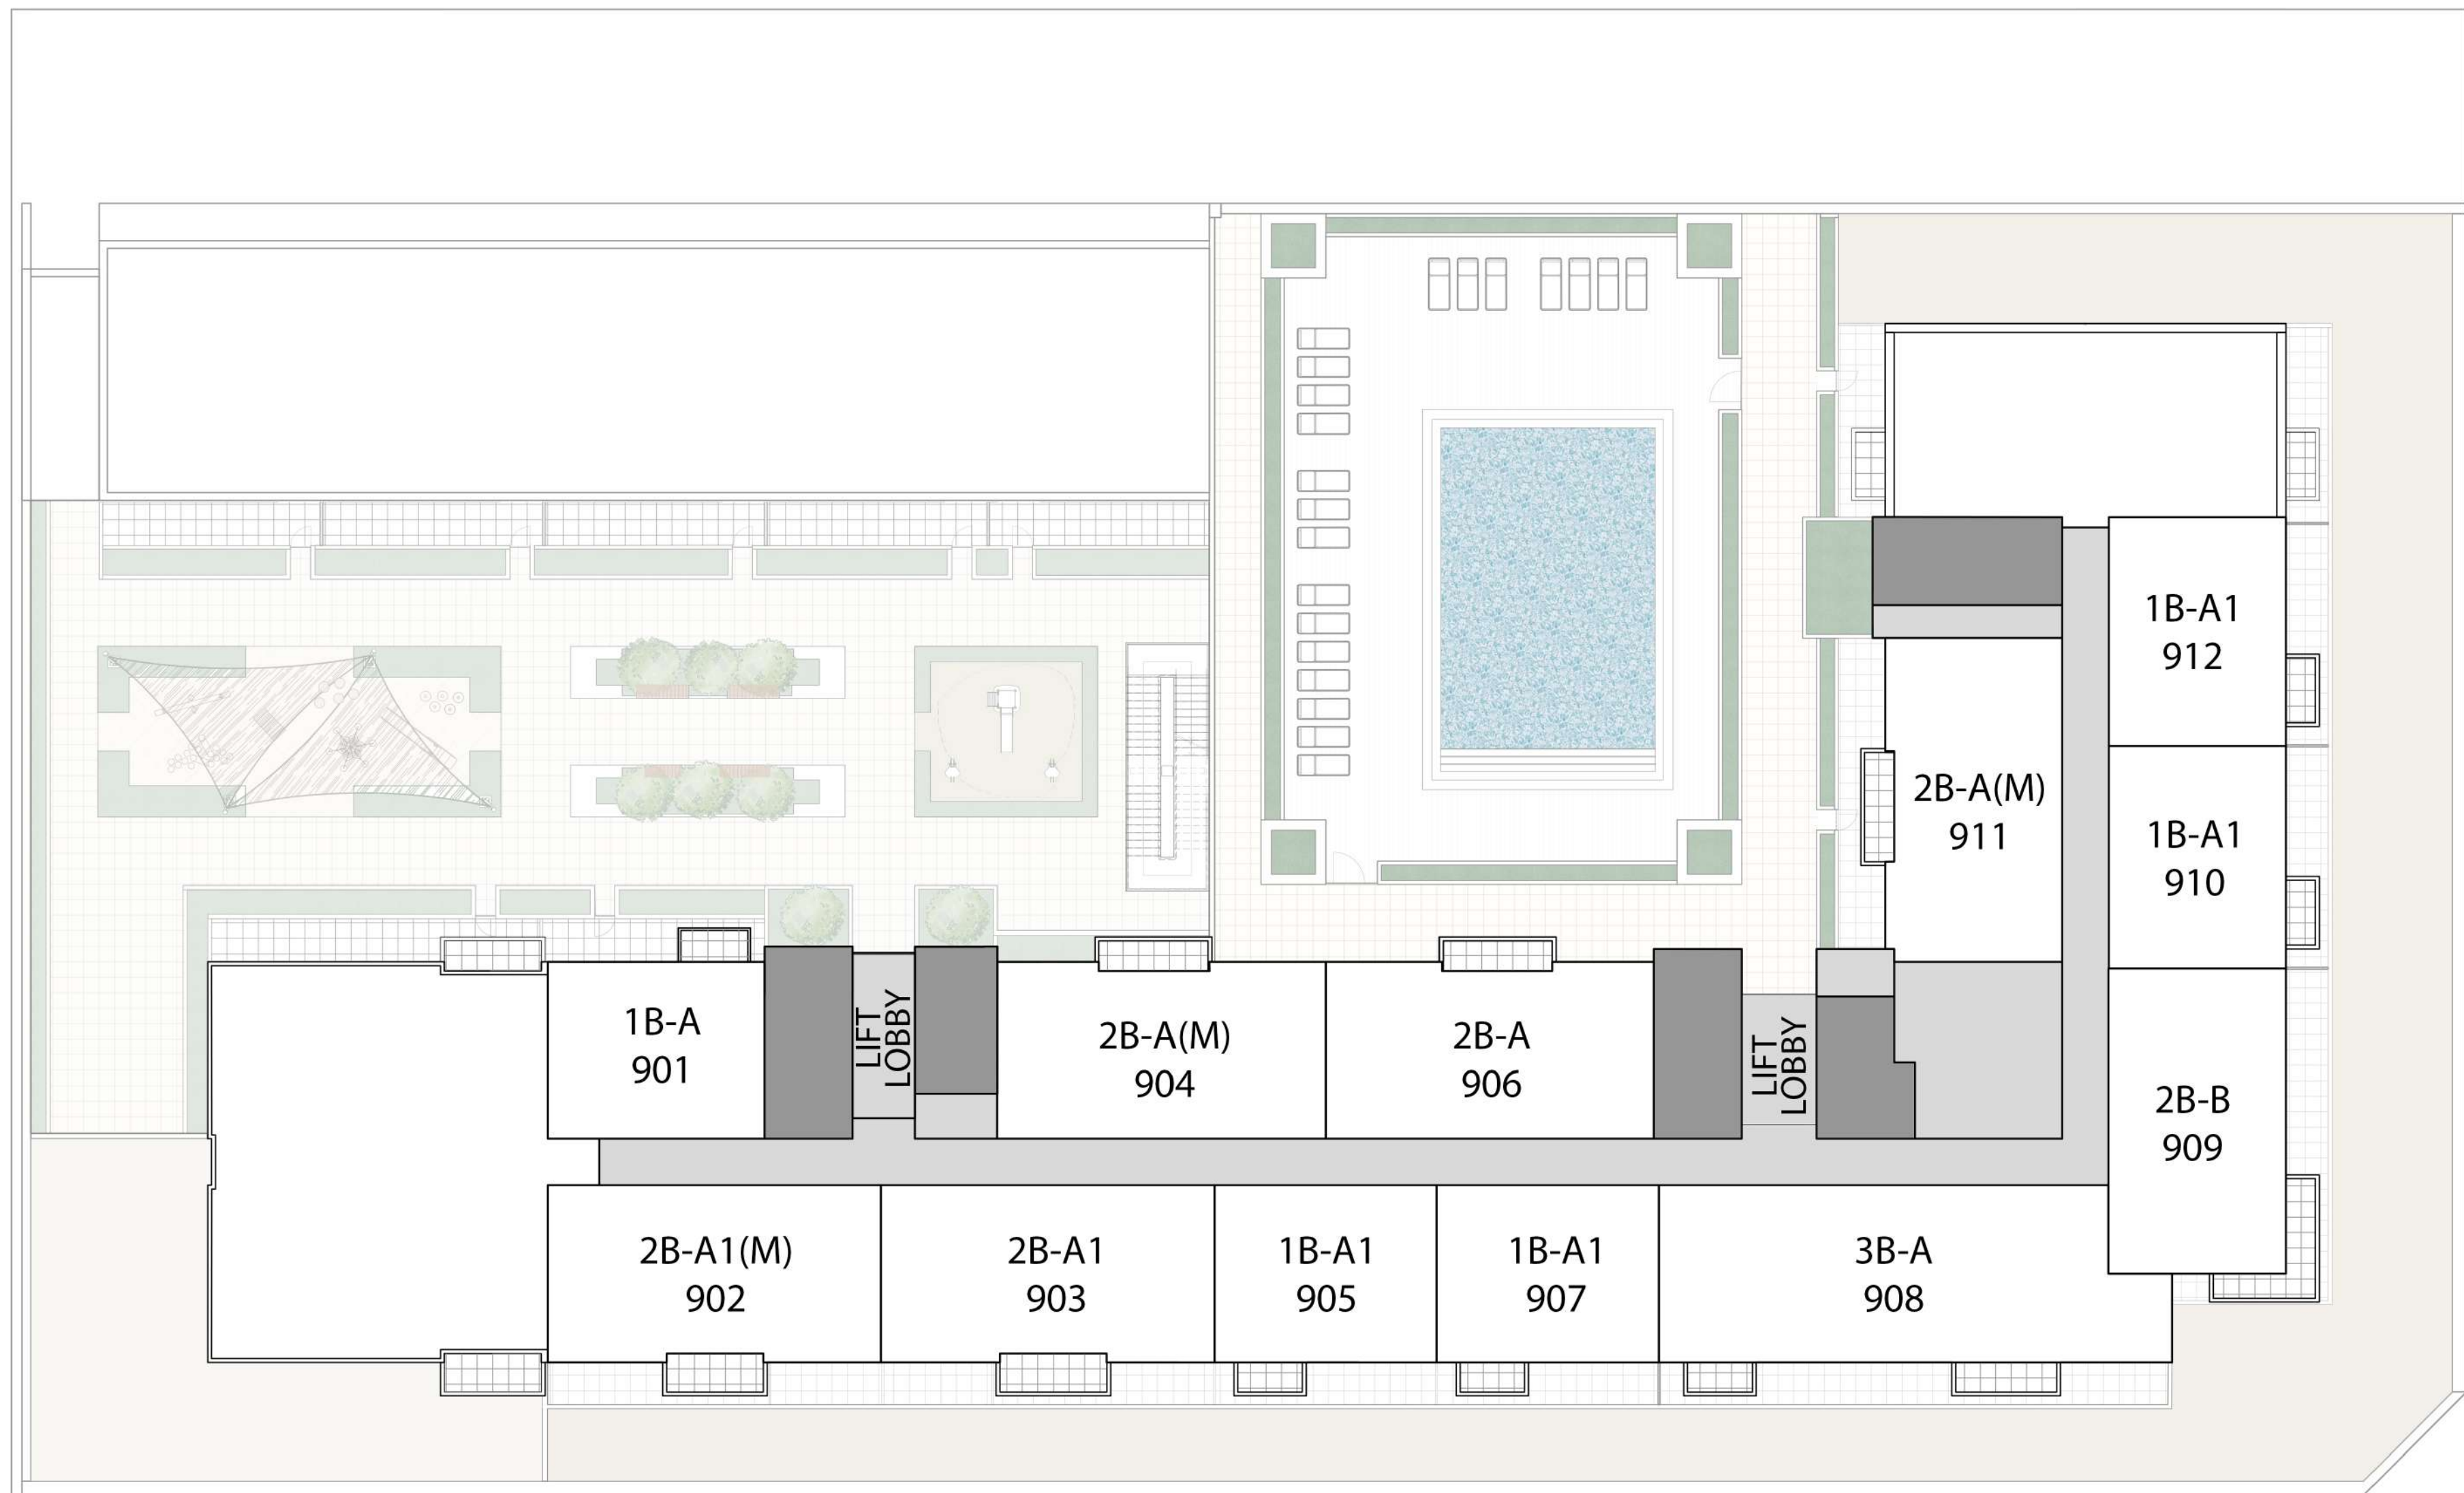 1B-A1
912
2B-A(M)
911
1B-A1
910
1B-A
901
LIFT
LOBBY
2B-A(M)
904
2B-A
906
LIFT
LOBBY
2B-B
909
2B-A1(M)
902
2B-A1
903
1B-A1
905
1B-A1
907
3B-A
908